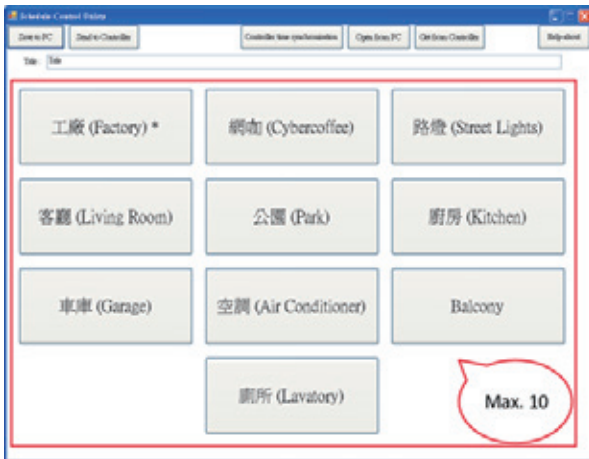 Schedule Control Utility
Save to PC
Send to Controller
Controller time synchronization
Open from PC
Get from Controller
Help-about
Title:
Title
工廠 (Factory) *
網咖 (Cybercoffee)
路燈 (Street Lights)
客廳 (Living Room)
公園 (Park)
廚房 (Kitchen)
車庫 (Garage)
空調 (Air Conditioner)
Balcony
廁所 (Lavatory)
Max. 10